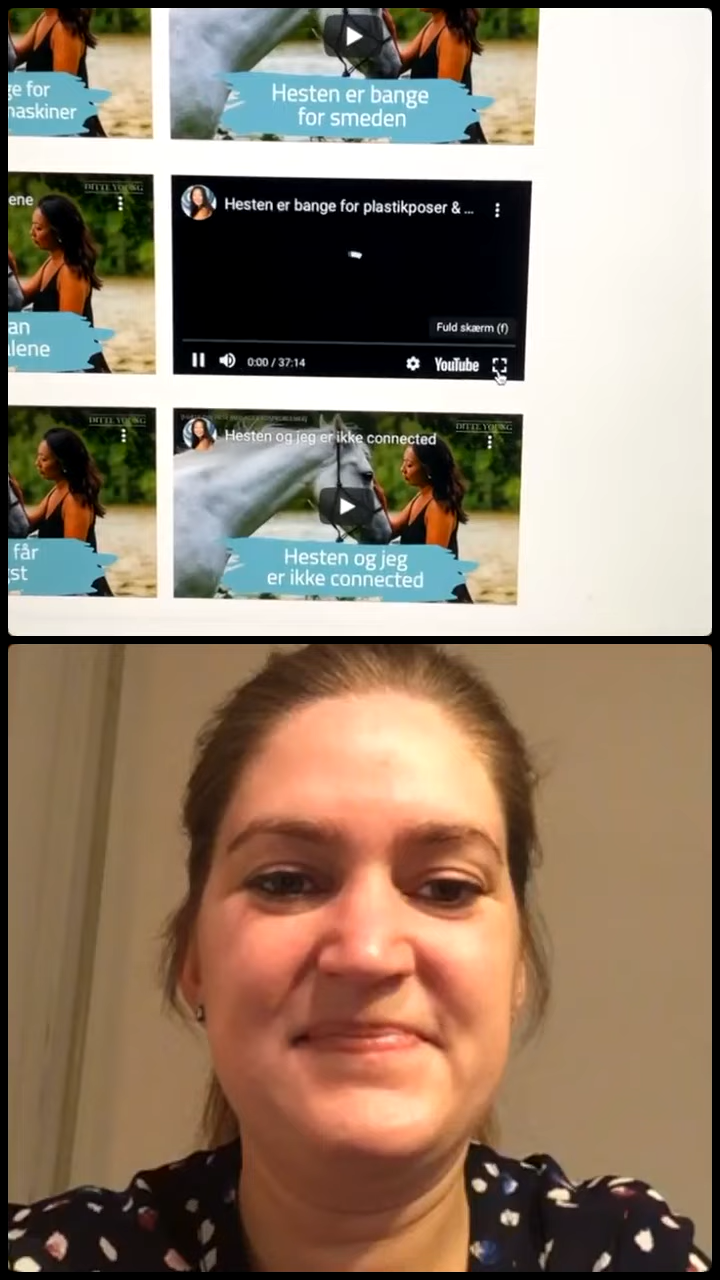 ge for
maskiner
Hesten er bange
for smeden
ene
DITTE YOUNG
an
lene
Hesten er bange for plastikposer & ...
Fuld skærm (f)
0:00 / 37:14
YouTube
får
st
Hesten og jeg er ikke connected
DITTE YOUNG
Hesten og jeg
er ikke connected